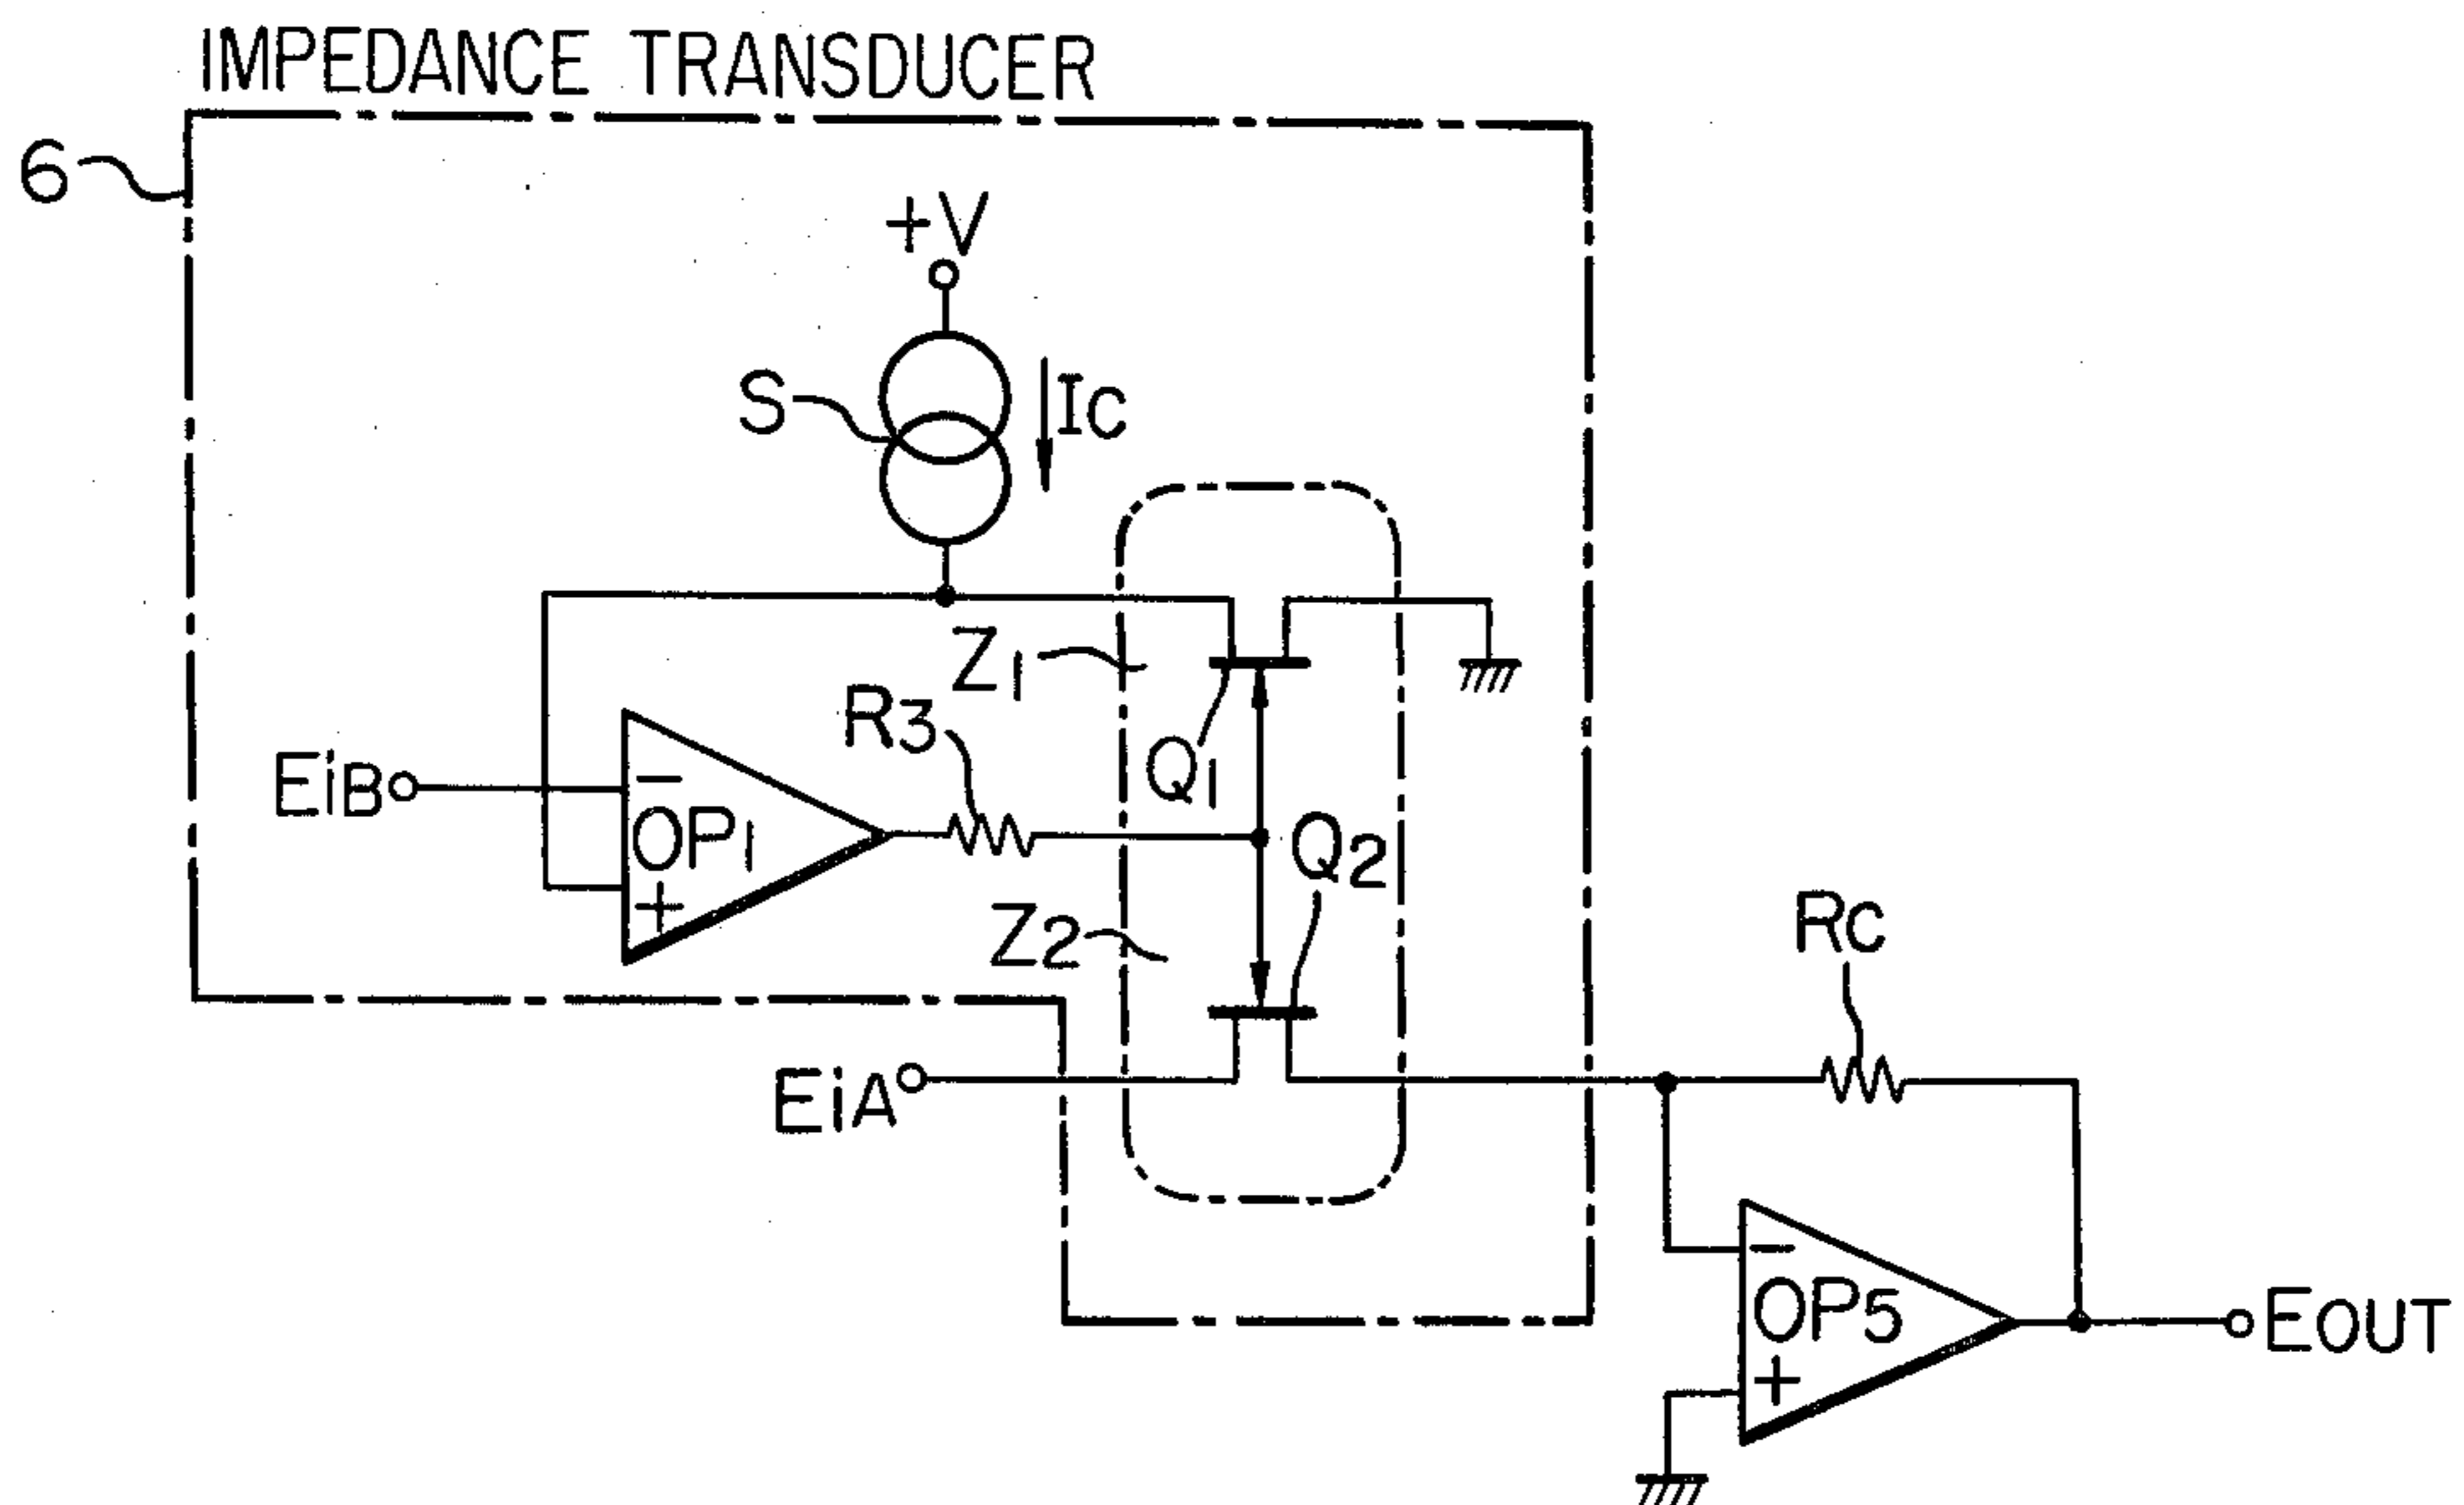 IMPEDANCE TRANSDUCER
6
+V
S
IC
Z1
R3
Q1
EiB
−
OP1
+
Q2
Z2
RC
EiA
−
OP5
+
EOUT